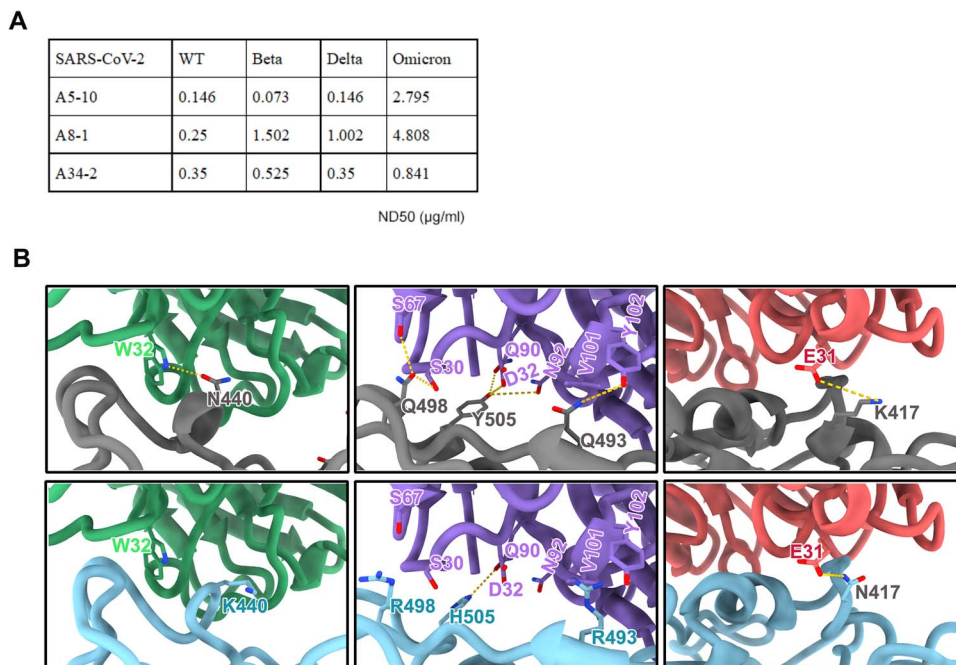 A
SARS-CoV-2 WT Beta Delta Omicron
A5-10 0.146 0.073 0.146 2.795
A8-1 0.25 1.502 1.002 4.808
A34-2 0.35 0.525 0.35 0.841
ND50 (µg/ml)
B
W32
N440
S67
S30
Q90
D32
N92
V101
Y102
Q498
Y505
Q493
E31
K417
W32
K440
S67
S30
Q90
D32
N92
V101
Y102
R498
H505
R493
E31
N417